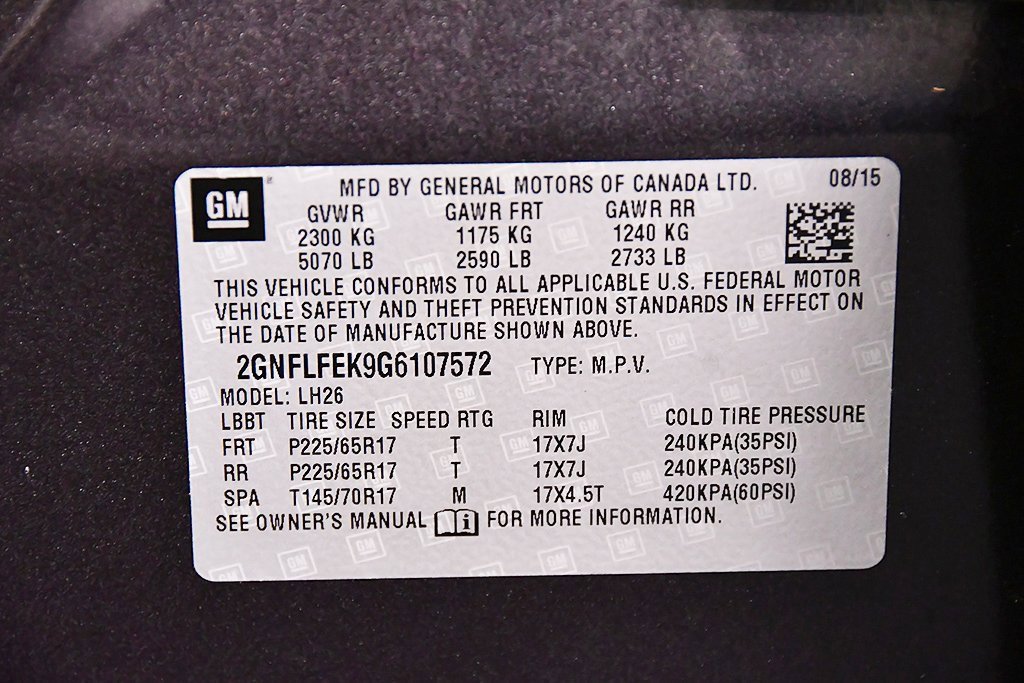 GM
MFD BY GENERAL MOTORS OF CANADA LTD. 08/15
GVWR GAWR FRT GAWR RR
2300 KG 1175 KG 1240 KG
5070 LB 2590 LB 2733 LB
THIS VEHICLE CONFORMS TO ALL APPLICABLE U.S. FEDERAL MOTOR
VEHICLE SAFETY AND THEFT PREVENTION STANDARDS IN EFFECT ON
THE DATE OF MANUFACTURE SHOWN ABOVE.
2GNFLFEK9G6107572 TYPE: M.P.V.
MODEL: LH26
LBBT TIRE SIZE SPEED RTG RIM COLD TIRE PRESSURE
FRT P225/65R17 T 17X7J 240KPA(35PSI)
RR P225/65R17 T 17X7J 240KPA(35PSI)
SPA T145/70R17 M 17X4.5T 420KPA(60PSI)
SEE OWNER'S MANUAL i FOR MORE INFORMATION.